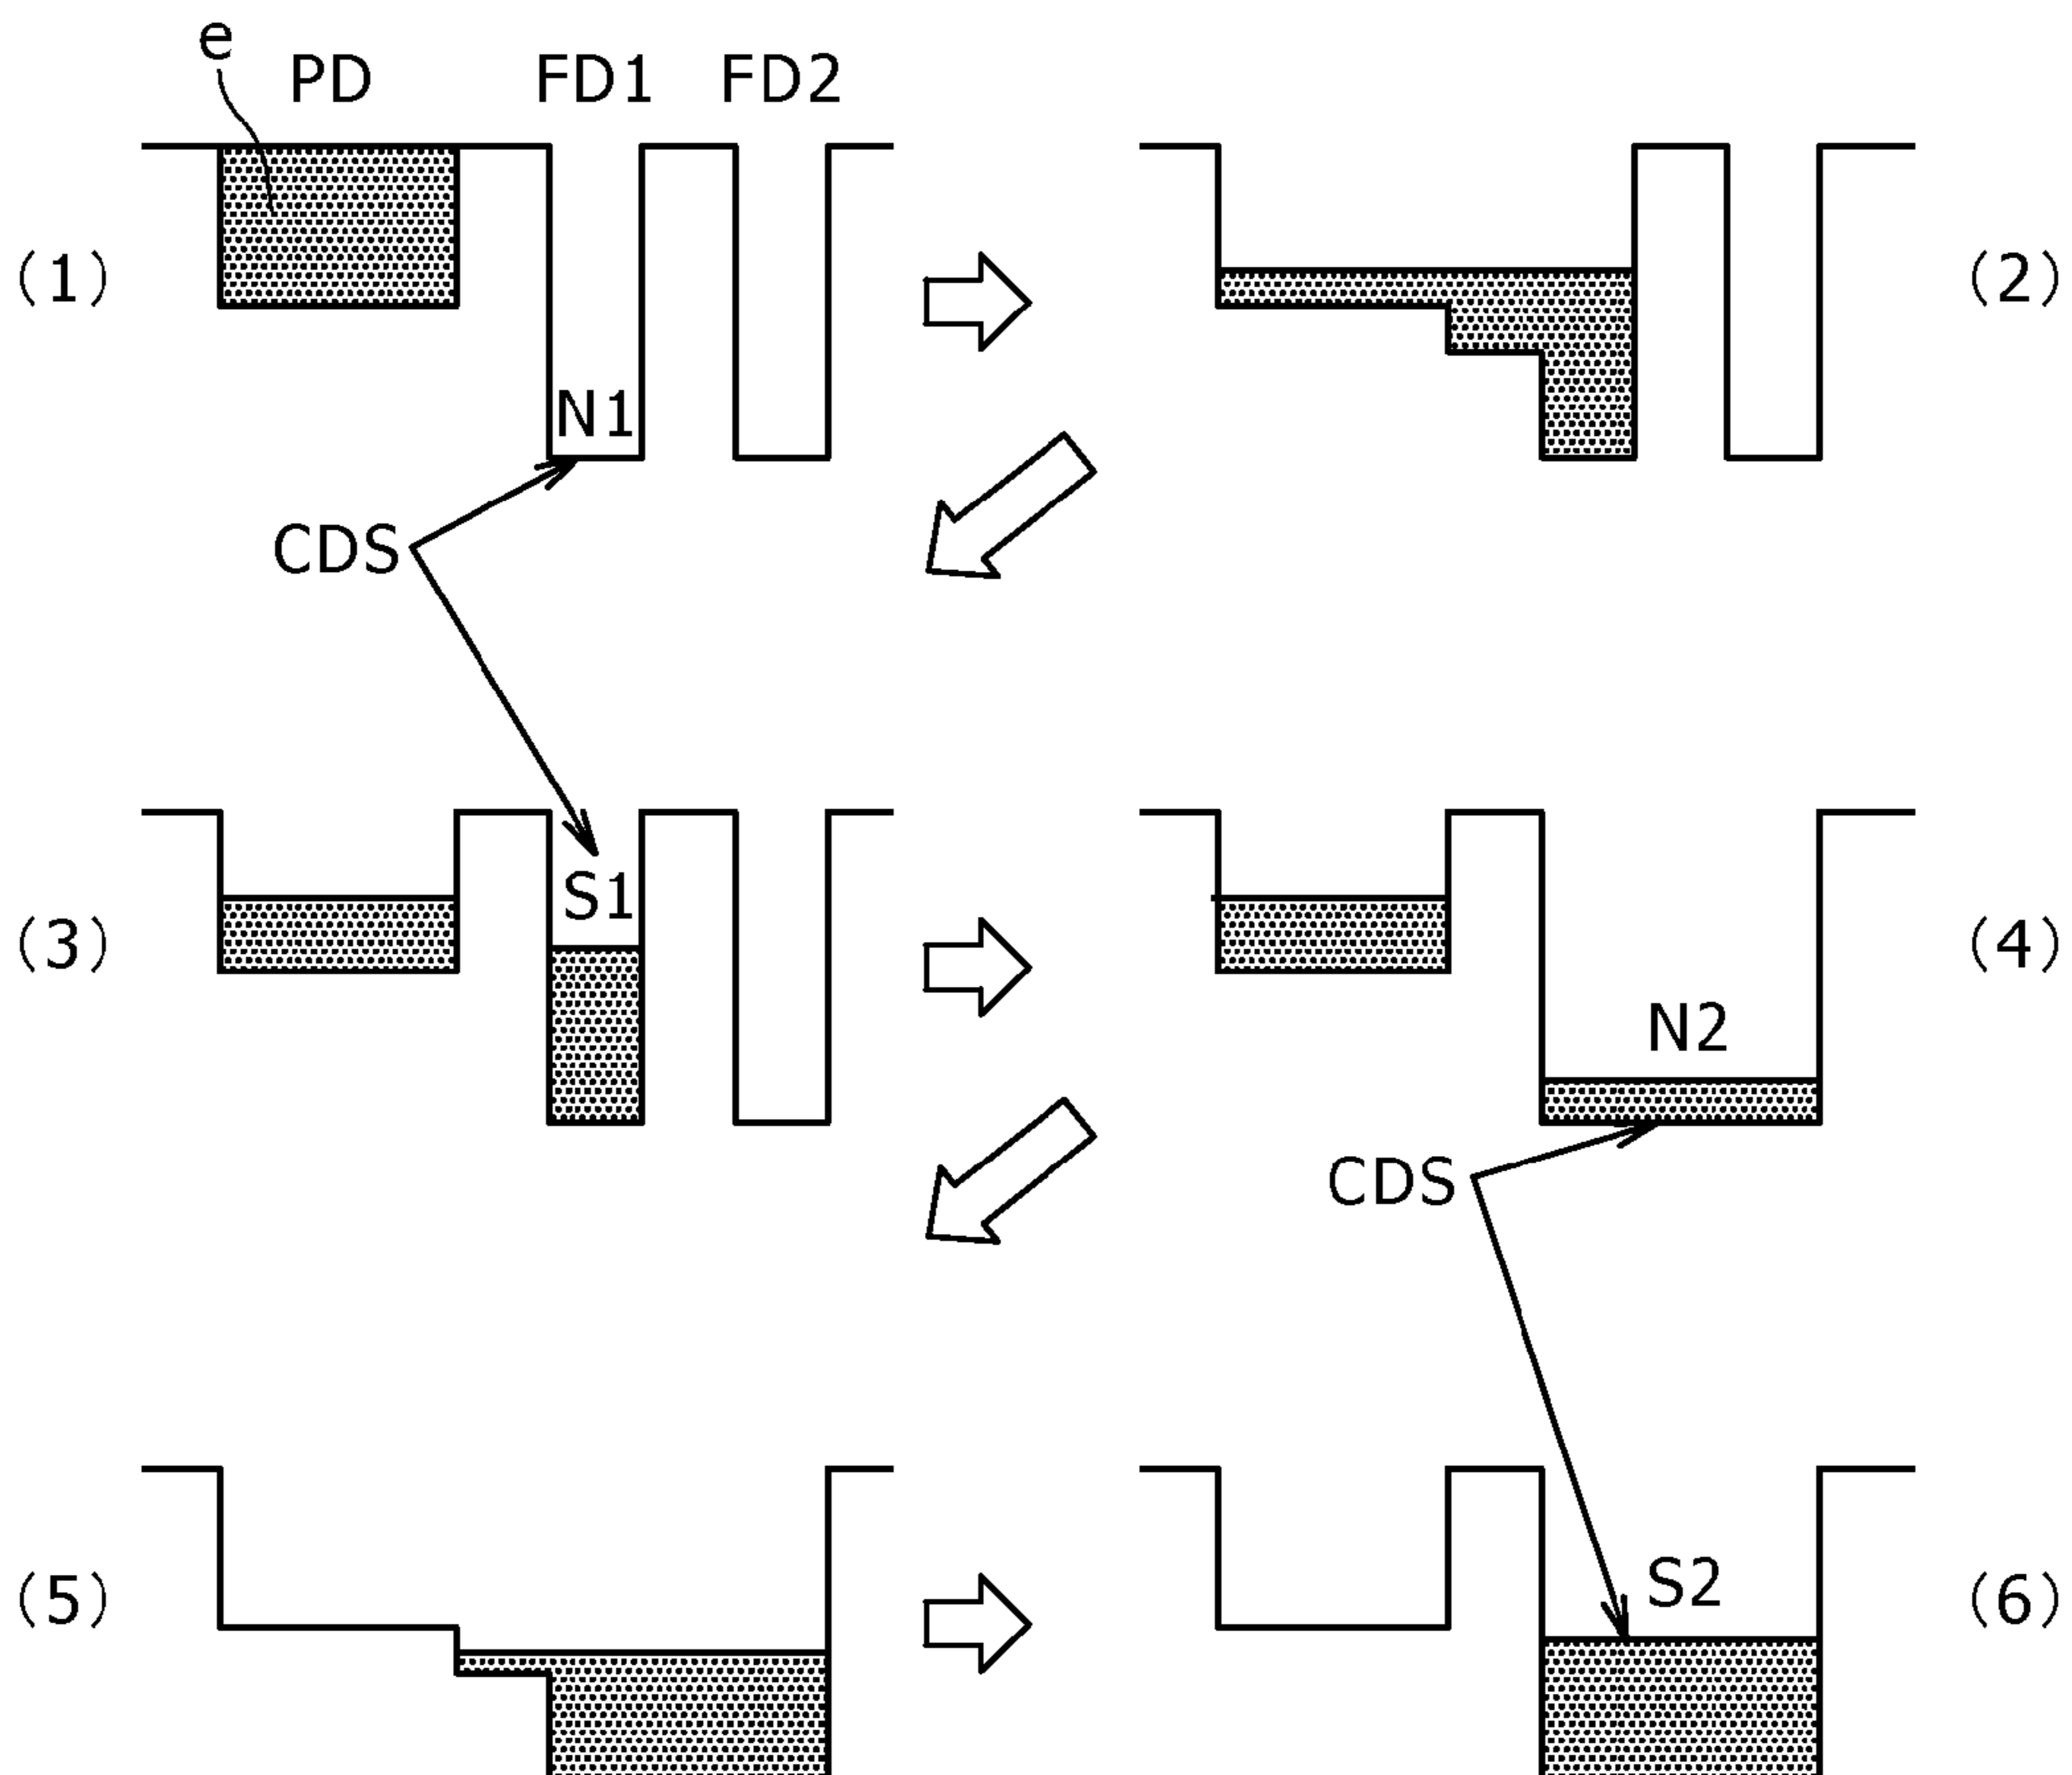 e
PD FD1 FD2
(1) (2)
N1
CDS
S1
(3) (4)
N2
CDS
S2
(5) (6)